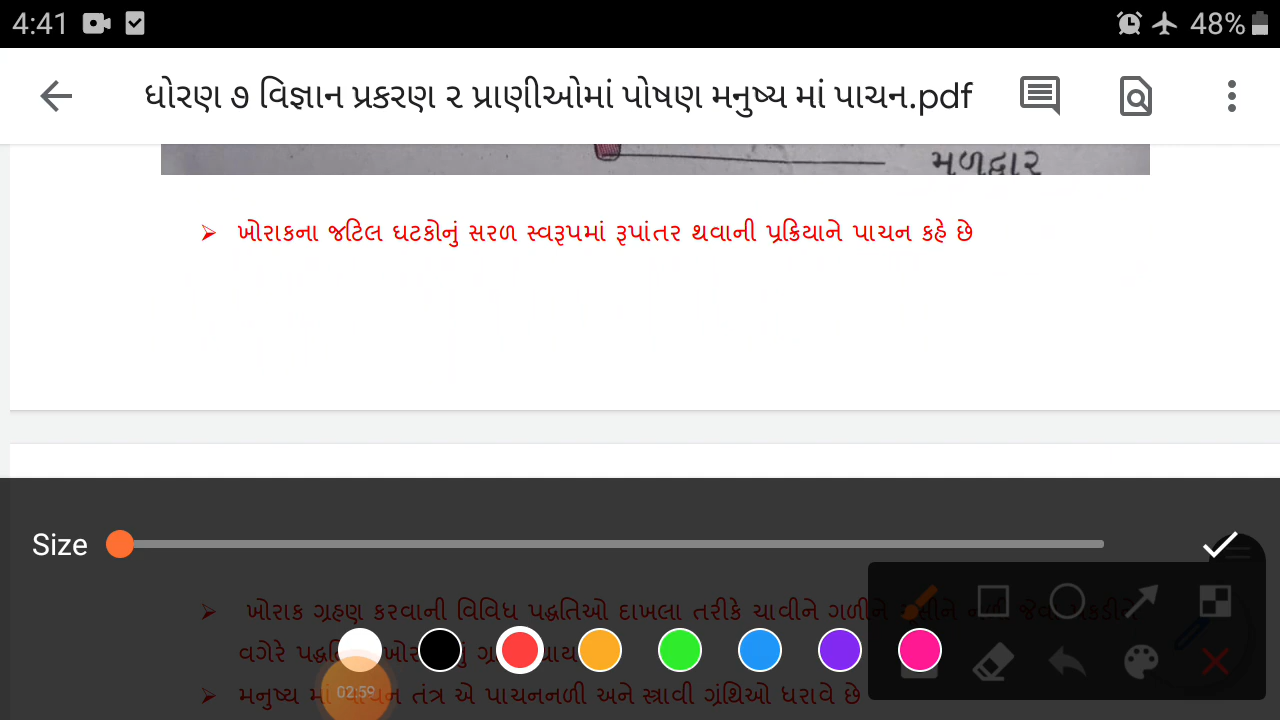 4:41 48%
ધોરણ ૭ વિજ્ઞાન પ્રકરણ ૨ પ્રાણીઓમાં પોષણ મનુષ્ય માં પાચન.pdf
મળદ્વાર
ખોરાકના જટિલ ઘટકોનું સરળ સ્વરૂપમાં રૂપાંતર થવાની પ્રક્રિયાને પાચન કહે છે
Size
ખોરાક ગ્રહણ કરવાની વિવિધ પદ્ધતિઓ દાખલા તરીકે ચાવીને ગળીને
વગેરે
02:59
મનુષ્ય માં પાચન તંત્ર એ પાચનનળી અને સ્ત્રાવી ગ્રંથિઓ ધરાવે છે